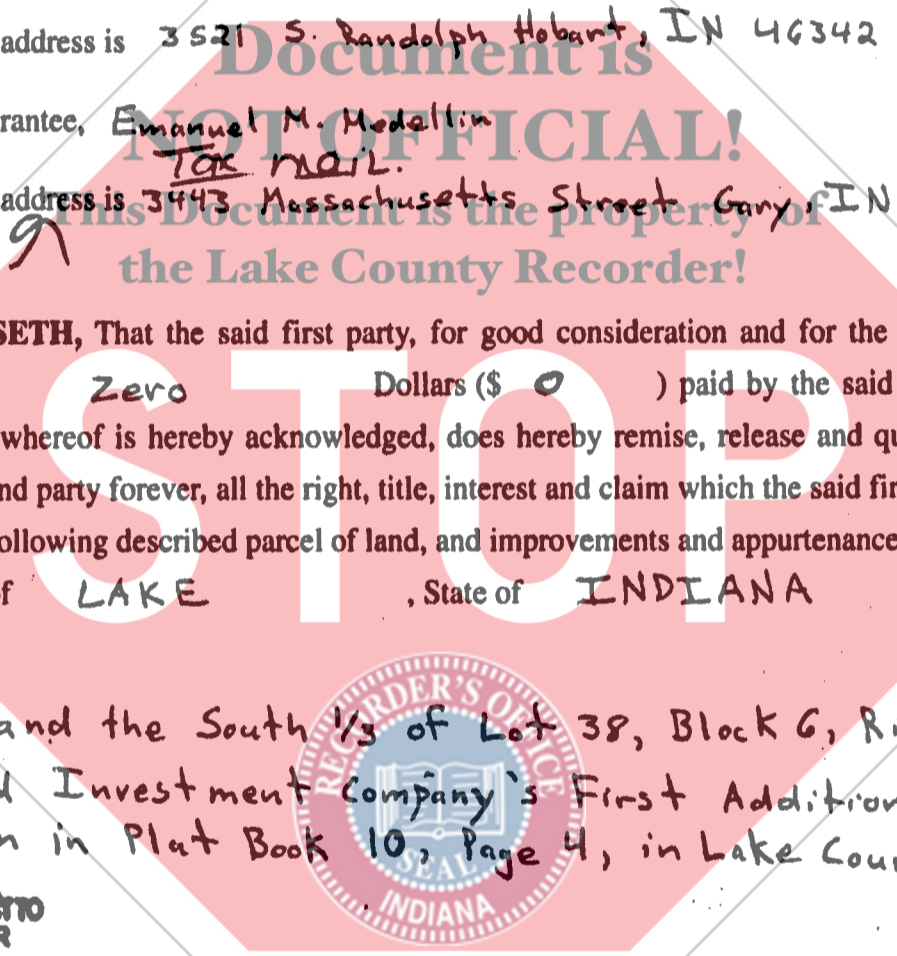 address is 3521 S. Randolph Hobart, IN 46342
Document is
rantee, Emanuel M. Medellin
NOT OFFICIAL!
Tax mail.
address is 3443 Massachusetts Street Gary, IN
This Document is the property of
the Lake County Recorder!
SETH, That the said first party, for good consideration and for the
Zero Dollars ($ 0 ) paid by the said
whereof is hereby acknowledged, does hereby remise, release and qu
nd party forever, all the right, title, interest and claim which the said fir
ollowing described parcel of land, and improvements and appurtenance
f LAKE , State of INDIANA
STOP
and the South 1/3 of Lot 38, Block 6, R
Investment Company's First Addition
n in Plat Book 10, Page 4, in Lake Cou
RECORDER'S OFFICE
SEAL
INDIANA